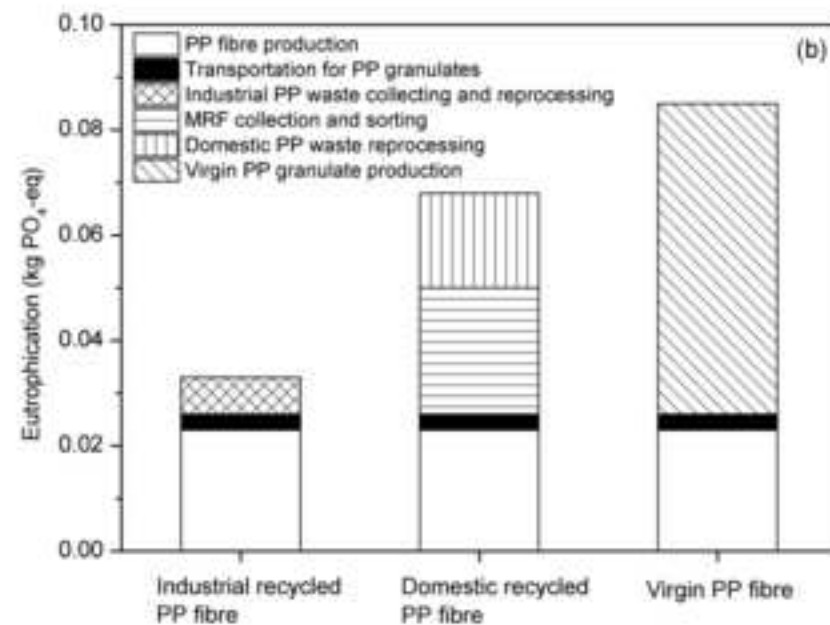 0.10
0.08
0.06
0.04
0.02
0.00
Eutrophication (kg PO₄-eq)
(b)
PP fibre production
Transportation for PP granulates
Industrial PP waste collecting and reprocessing
MRF collection and sorting
Domestic PP waste reprocessing
Virgin PP granulate production
Industrial recycled
PP fibre
Domestic recycled
PP fibre
Virgin PP fibre